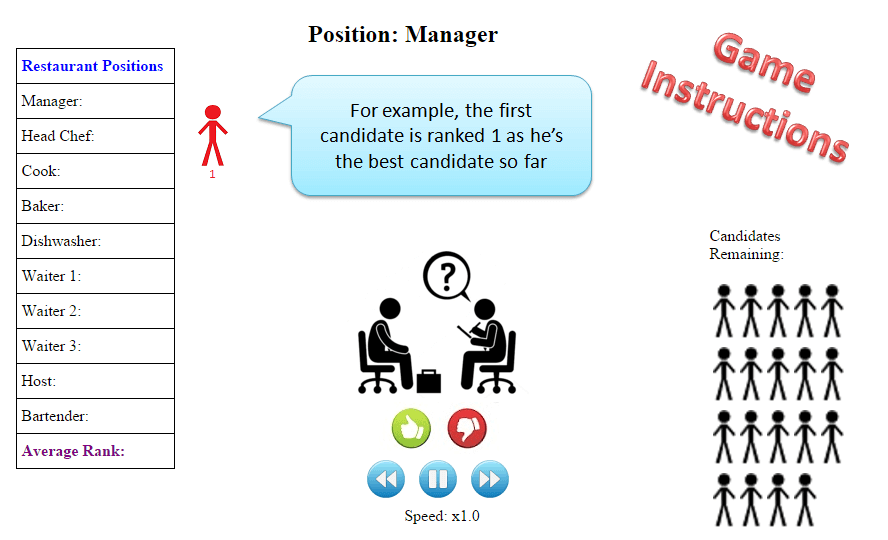 Position: Manager
Game
Instructions
Restaurant Positions
Manager:
Head Chef:
Cook:
Baker:
Dishwasher:
Waiter 1:
Waiter 2:
Waiter 3:
Host:
Bartender:
Average Rank:
1
For example, the first
candidate is ranked 1 as he’s
the best candidate so far
?
Candidates
Remaining:
Speed: x1.0